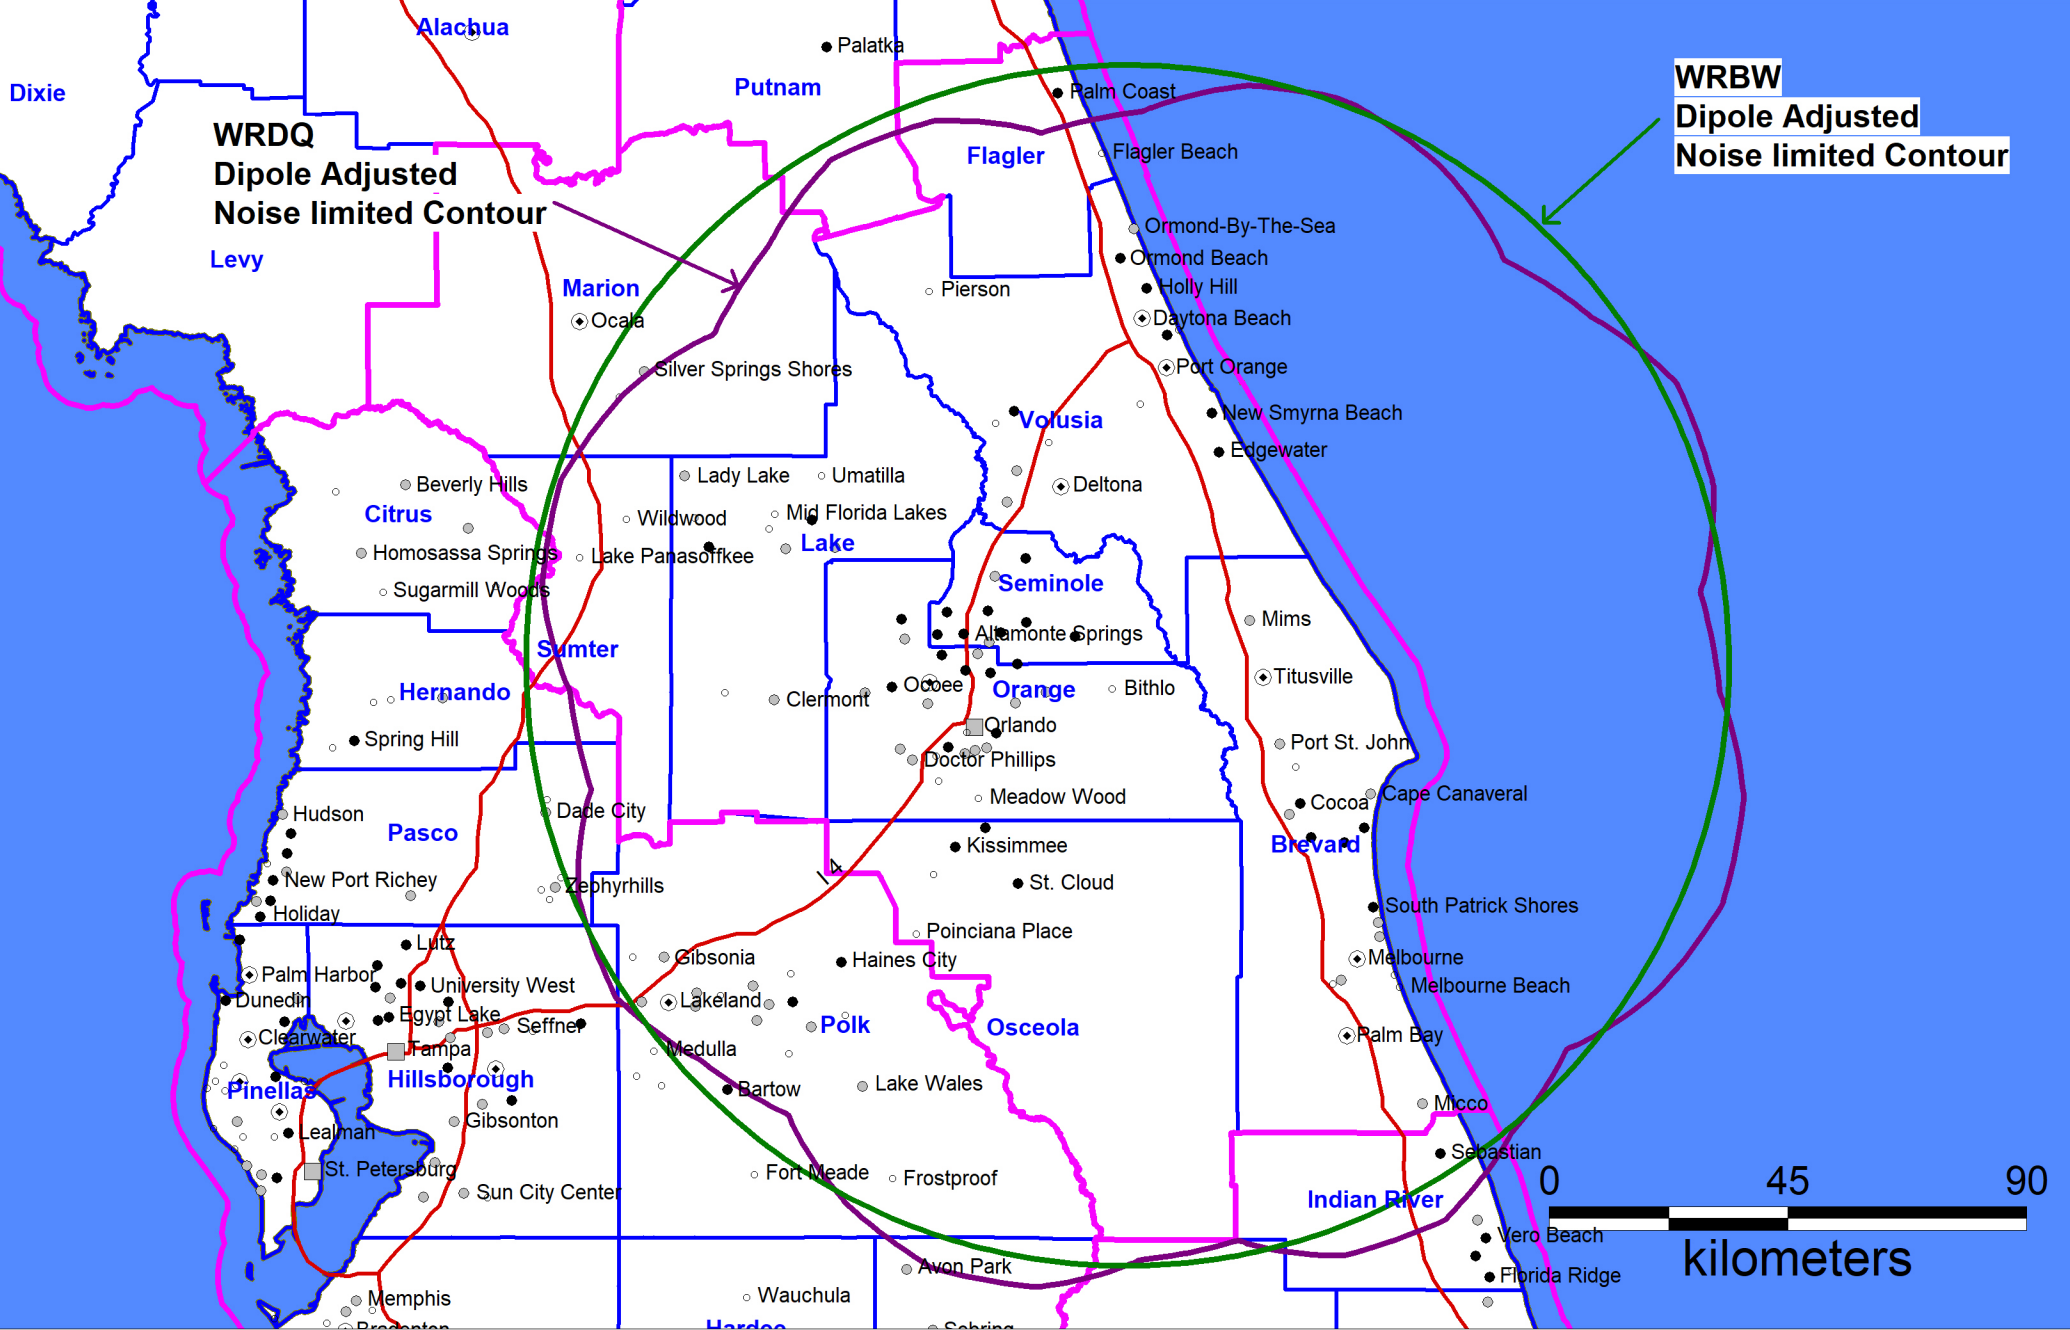 Alachua
Palatka
WRBW
Dipole Adjusted
Noise limited Contour
Dixie
Putnam
Palm Coast
WRDQ
Dipole Adjusted
Noise limited Contour
Flagler
Flagler Beach
Ormond-By-The-Sea
Levy
Ormond Beach
Marion
Pierson
Holly Hill
Ocala
Daytona Beach
Silver Springs Shores
Port Orange
Volusia
New Smyrna Beach
Edgewater
Beverly Hills
Lady Lake
Umatilla
Deltona
Citrus
Wildwood
Mid Florida Lakes
Lake
Homosassa Springs
Lake Panasoffkee
Sugarmill Woods
Seminole
Mims
Altamonte Springs
Sumter
Hernando
Clermont
Ocoee
Orange
Bithlo
Titusville
Spring Hill
Orlando
Port St. John
Doctor Phillips
Meadow Wood
Cape Canaveral
Cocoa
Hudson
Dade City
Pasco
Kissimmee
Brevard
14
New Port Richey
Zephyrhills
St. Cloud
Holiday
South Patrick Shores
Lutz
Poinciana Place
Gibsonia
Haines City
Melbourne
Palm Harbor
University West
Melbourne Beach
Dunedin
Lakeland
Egypt Lake
Seffner
Polk
Osceola
Clearwater
Palm Bay
Tampa
Medulla
Pinellas
Hillsborough
Bartow
Lake Wales
Micco
Gibsonton
Lealman
Sebastian
St. Petersburg
Fort Meade
Frostproof
0 45 90
Sun City Center
Indian River
Vero Beach
kilometers
Avon Park
Florida Ridge
Memphis
Wauchula
Bradenton
Hardee
Sebring